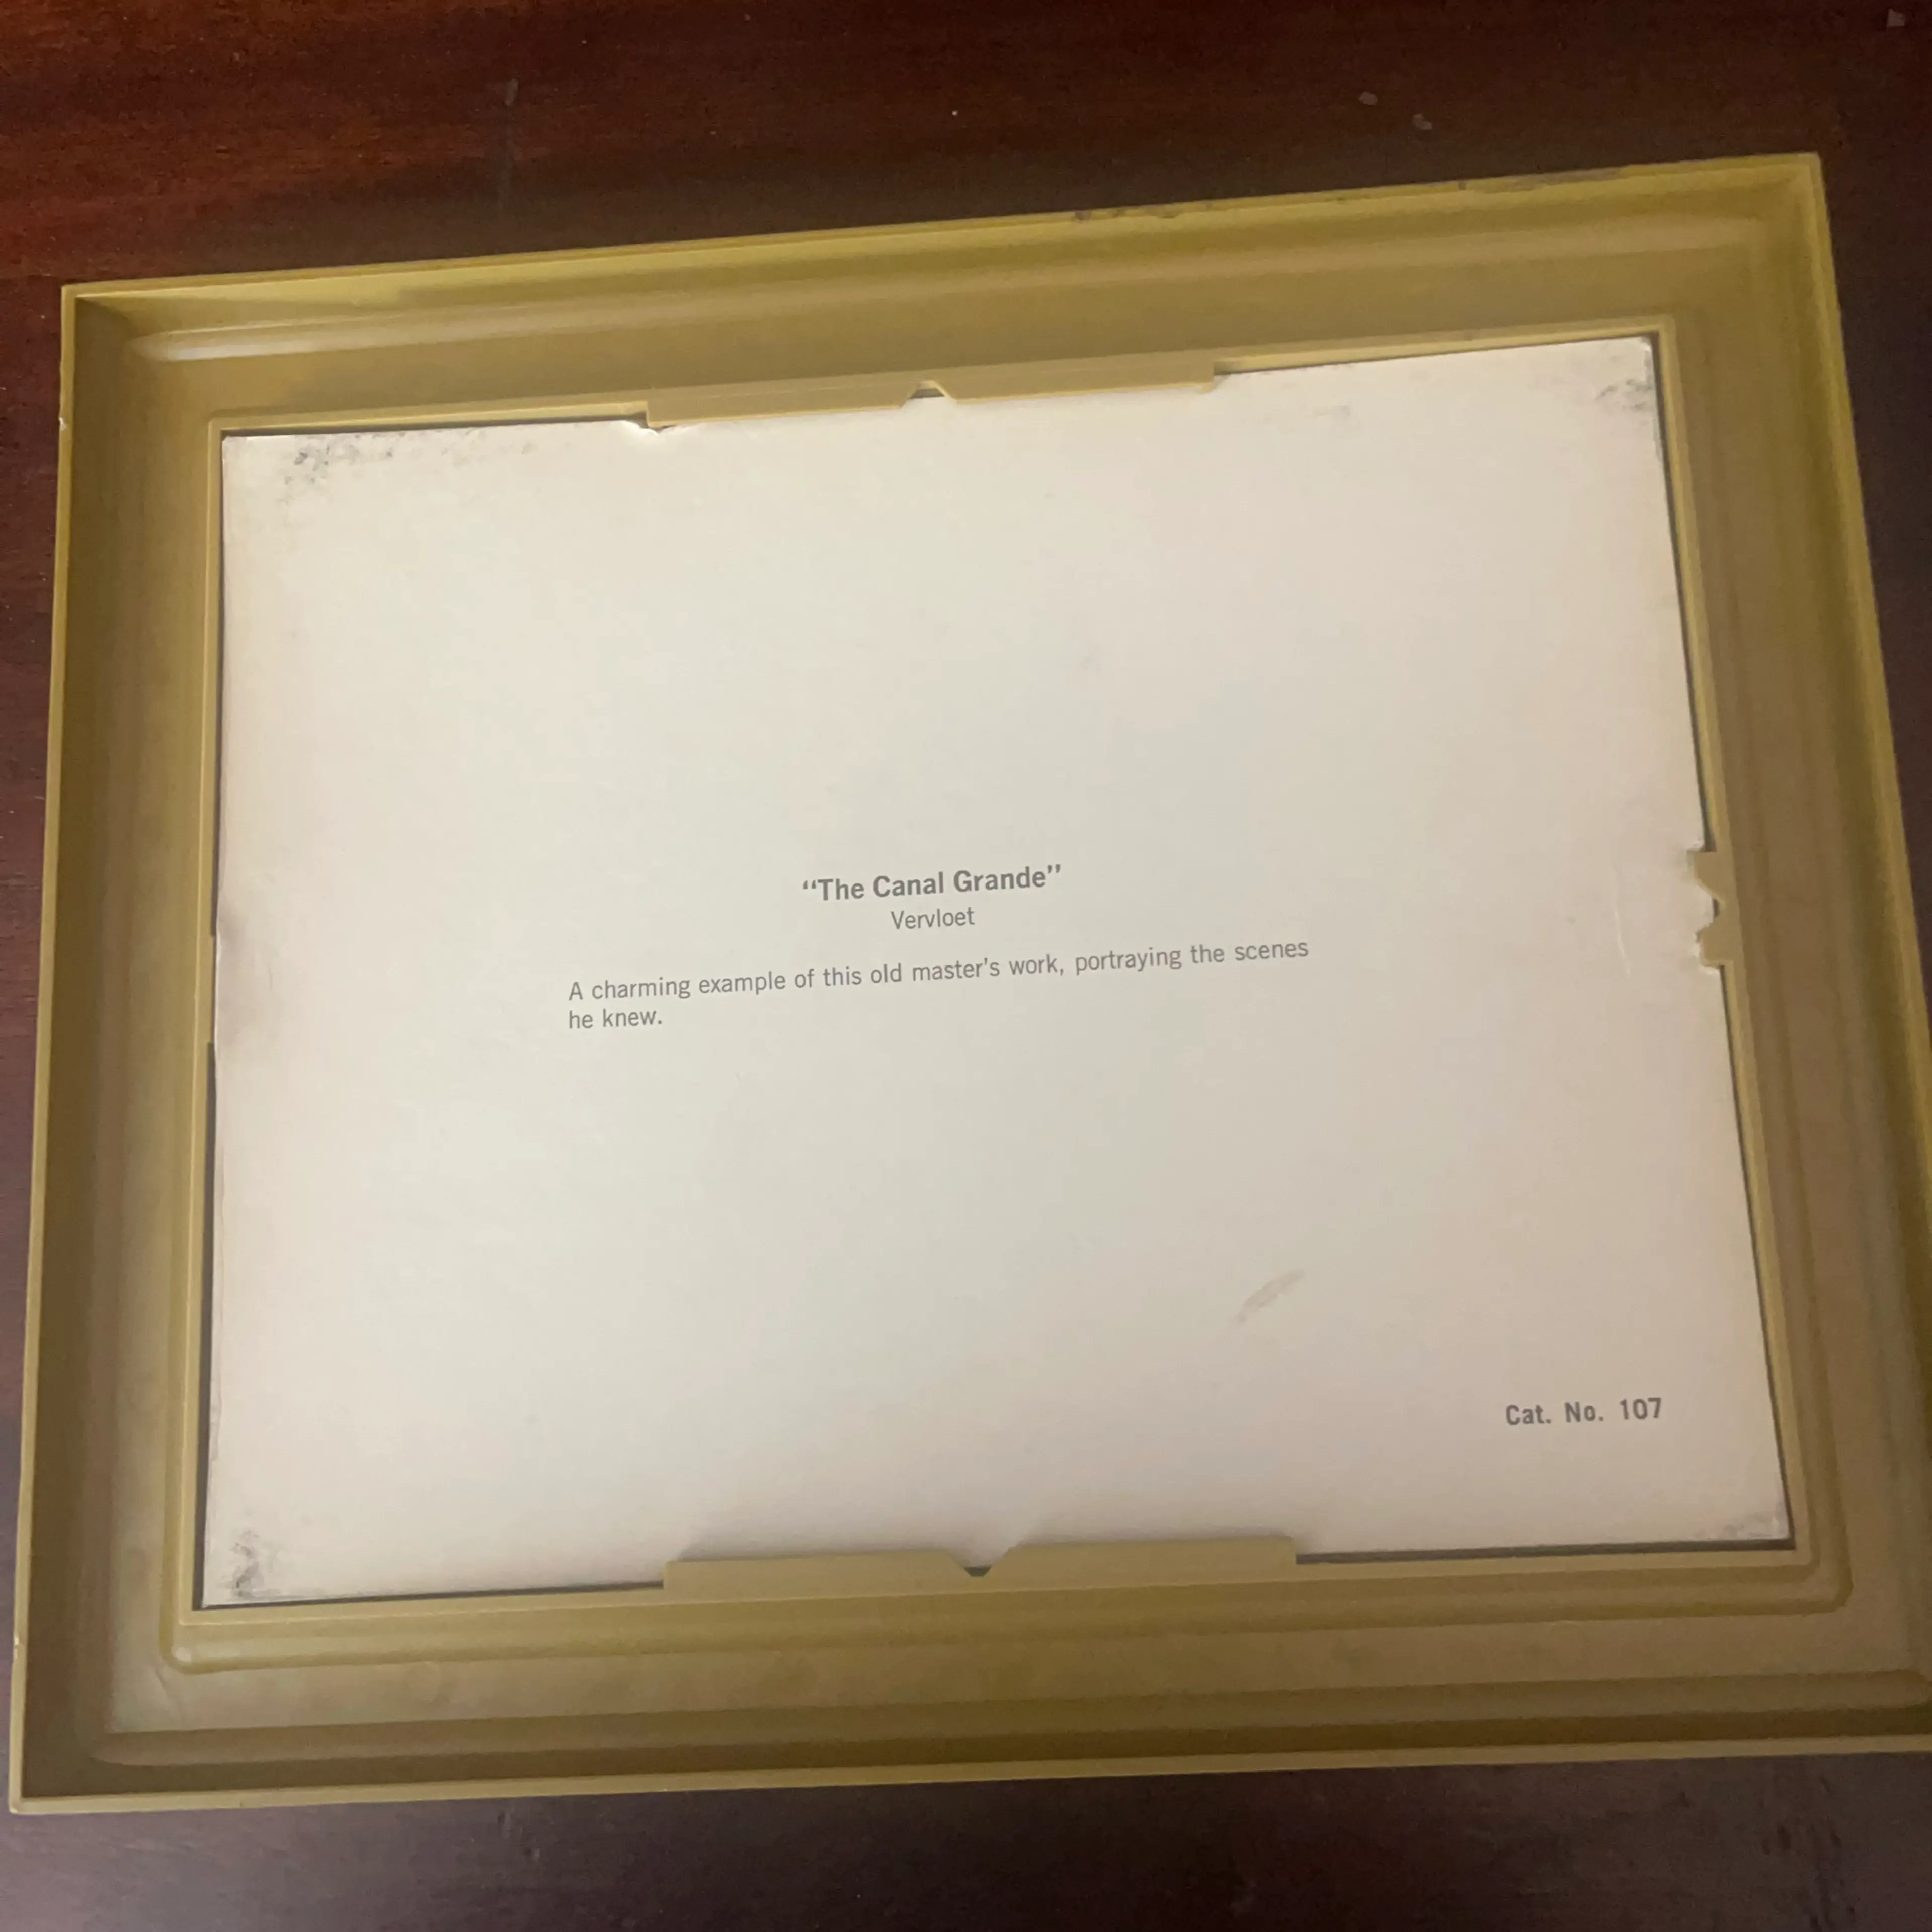 “The Canal Grande”
Vervloet
A charming example of this old master's work, portraying the scenes
he knew.
Cat. No. 107